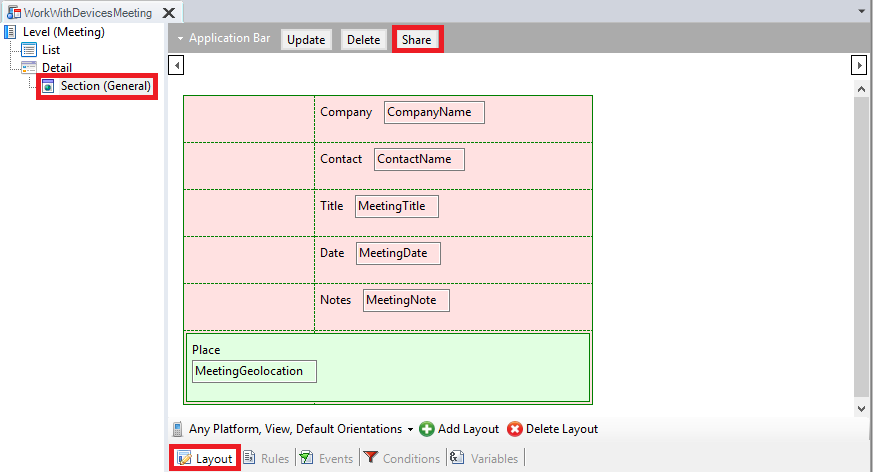 WorkWithDevicesMeeting
Level (Meeting)
List
Detail
Section (General)
Application Bar Update Delete Share
Company CompanyName
Contact ContactName
Title MeetingTitle
Date MeetingDate
Notes MeetingNote
Place
MeetingGeolocation
Any Platform, View, Default Orientations Add Layout Delete Layout
Layout Rules Events Conditions Variables